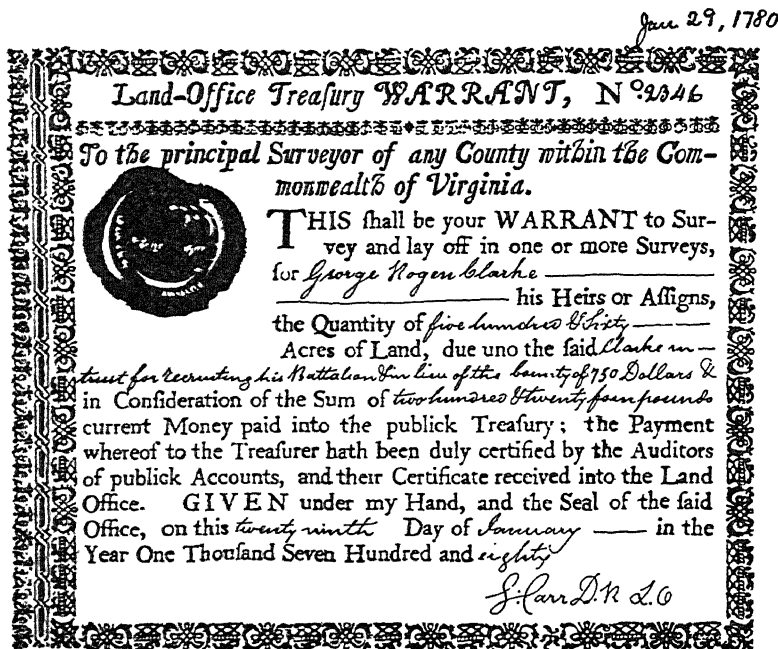 Jan 29, 1780
Land-Office Treaſury WARRANT, No. 2346
To the principal Surveyor of any County within the Com-
monwealth of Virginia.
THIS ſhall be your WARRANT to Sur-
vey and lay off in one or more Surveys,
for George Rogers Clarke
his Heirs or Aſſigns,
the Quantity of five hundred & Sixty
Acres of Land, due uno the ſaid Clarke in
trust for recruiting his Battalion & in lieu of the bounty of 750 Dollars &
in Conſideration of the Sum of two hundred & twenty four pounds
current Money paid into the publick Treaſury; the Payment
whereof to the Treaſurer hath been duly certified by the Auditors
of publick Accounts, and their Certificate received into the Land
Office. GIVEN under my Hand, and the Seal of the ſaid
Office, on this twenty ninth Day of January in the
Year One Thouſand Seven Hundred and eighty
S. Carr D. R L. O